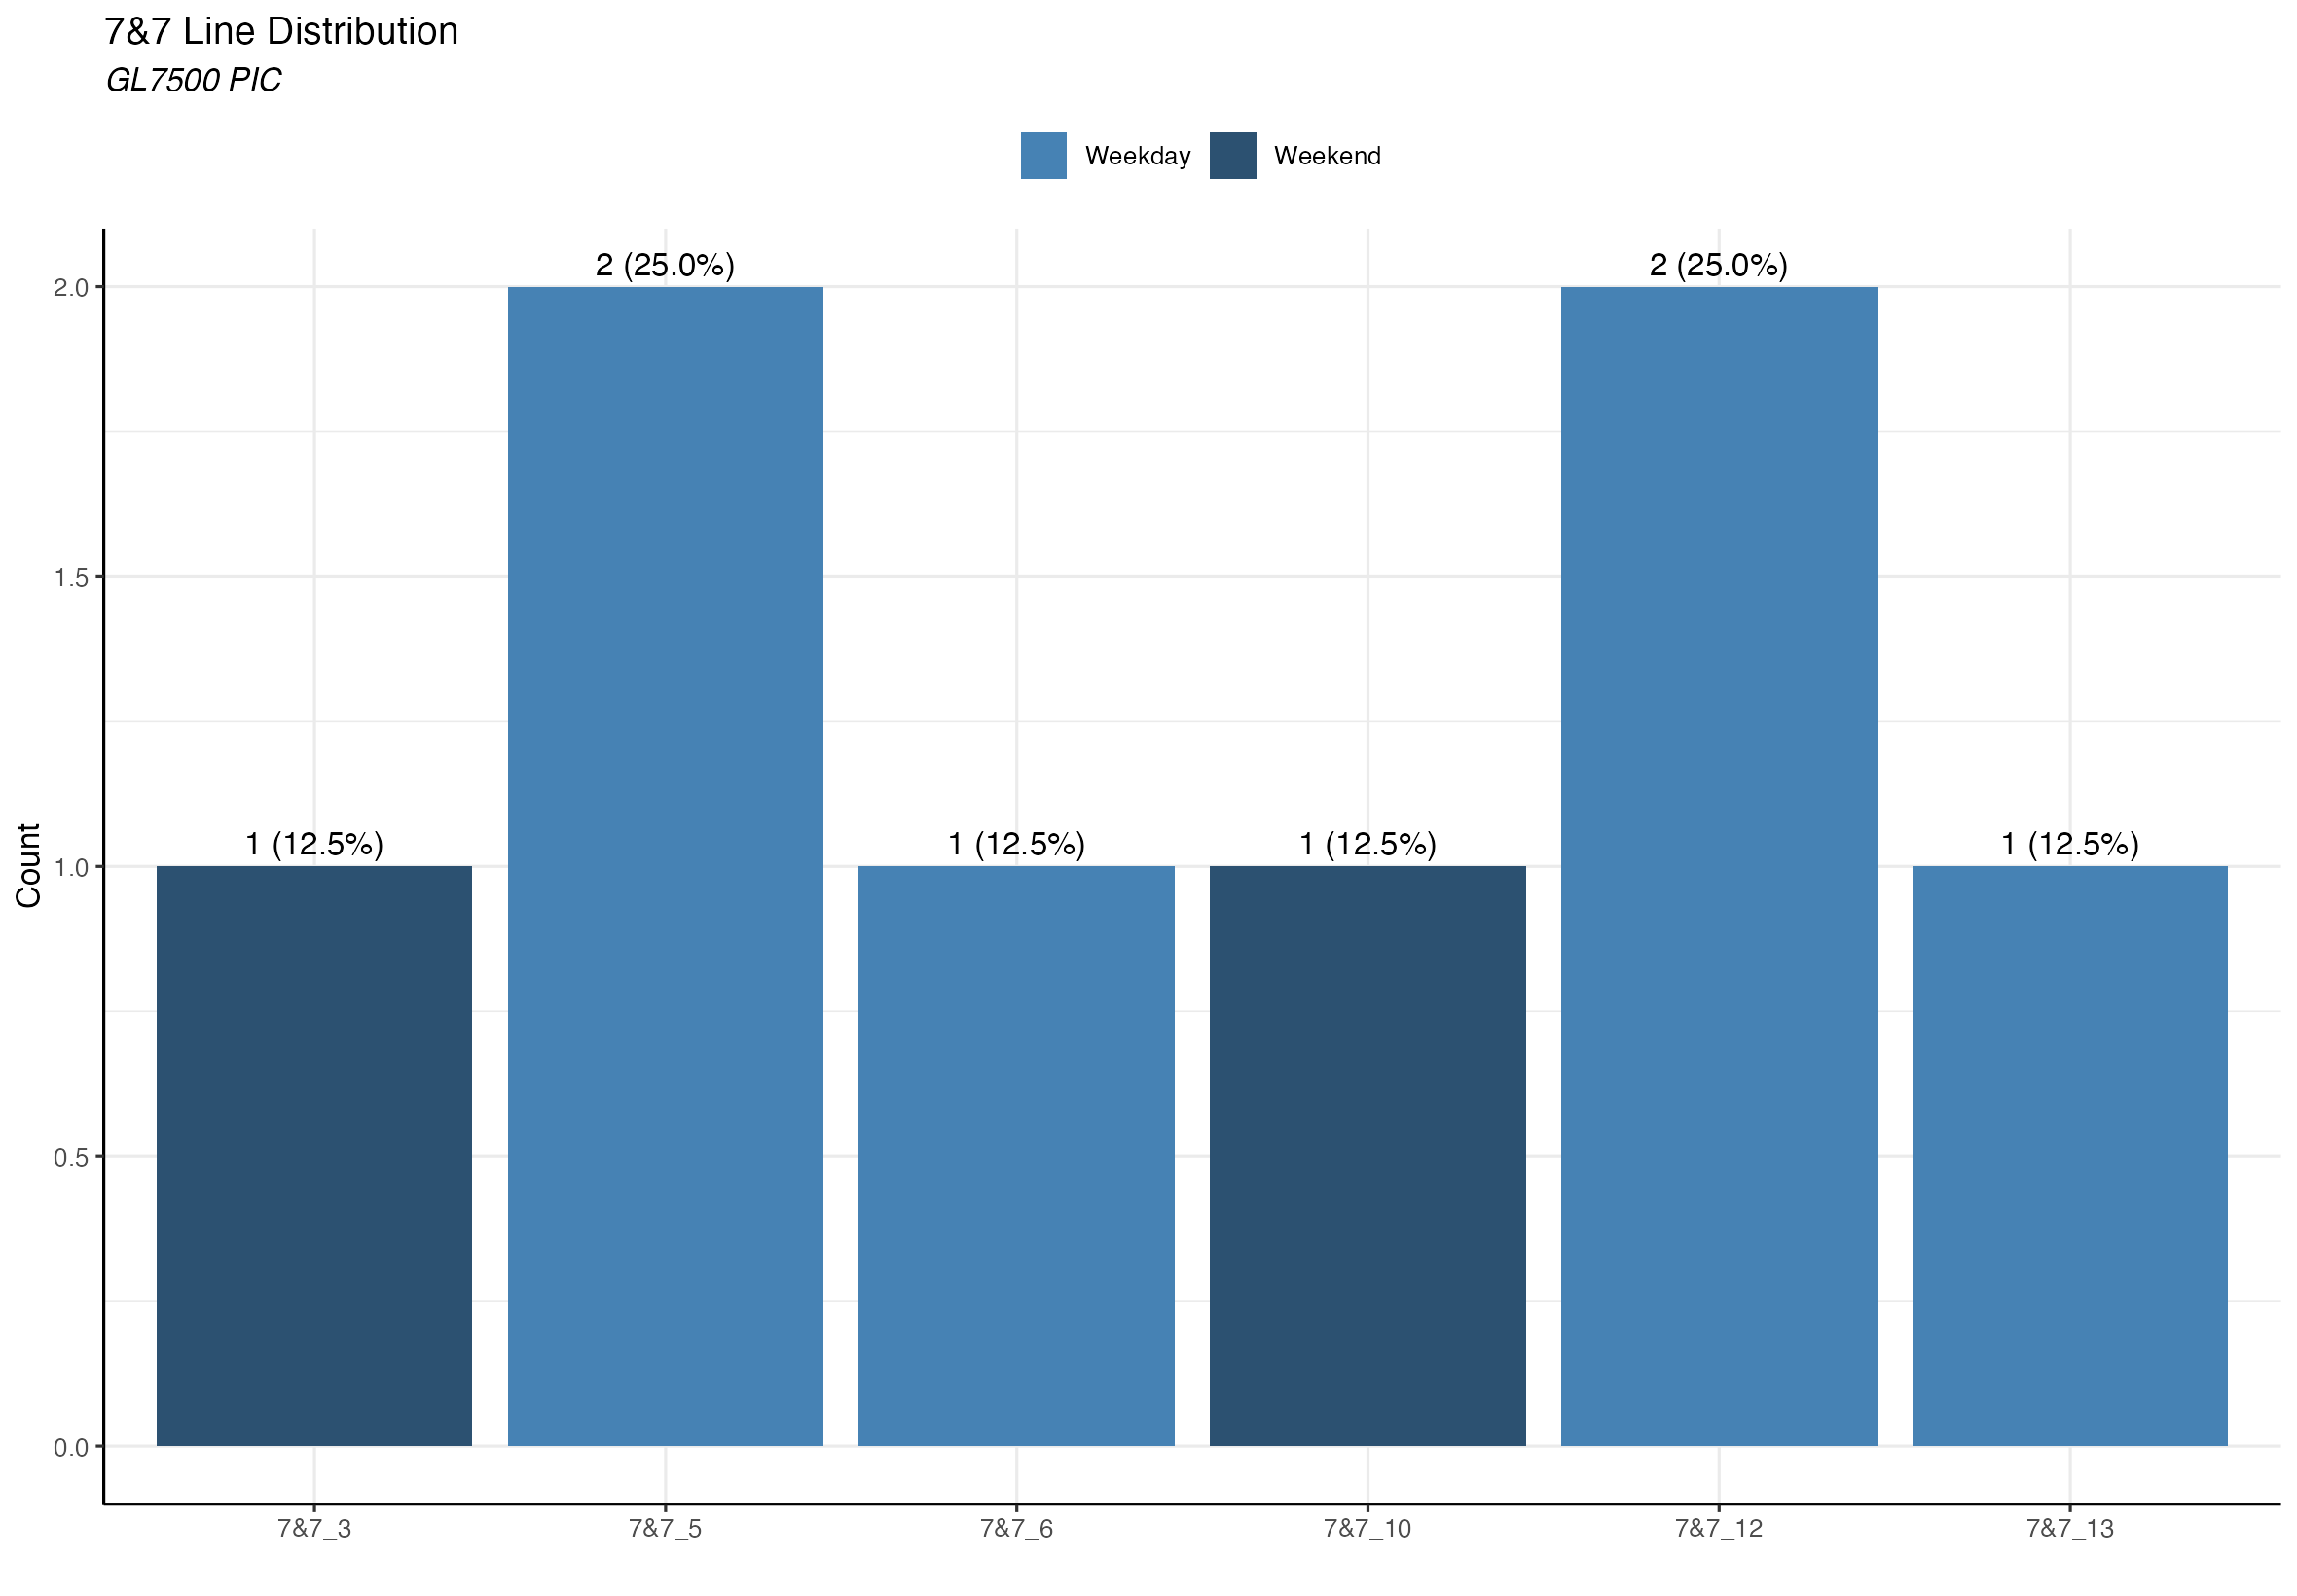 7&7 Line Distribution
GL7500 PIC
Weekday Weekend
2 (25.0%) 2 (25.0%)
2.0
1.5
1 (12.5%) 1 (12.5%) 1 (12.5%) 1 (12.5%)
1.0
Count
0.5
0.0
7&7_3 7&7_5 7&7_6 7&7_10 7&7_12 7&7_13